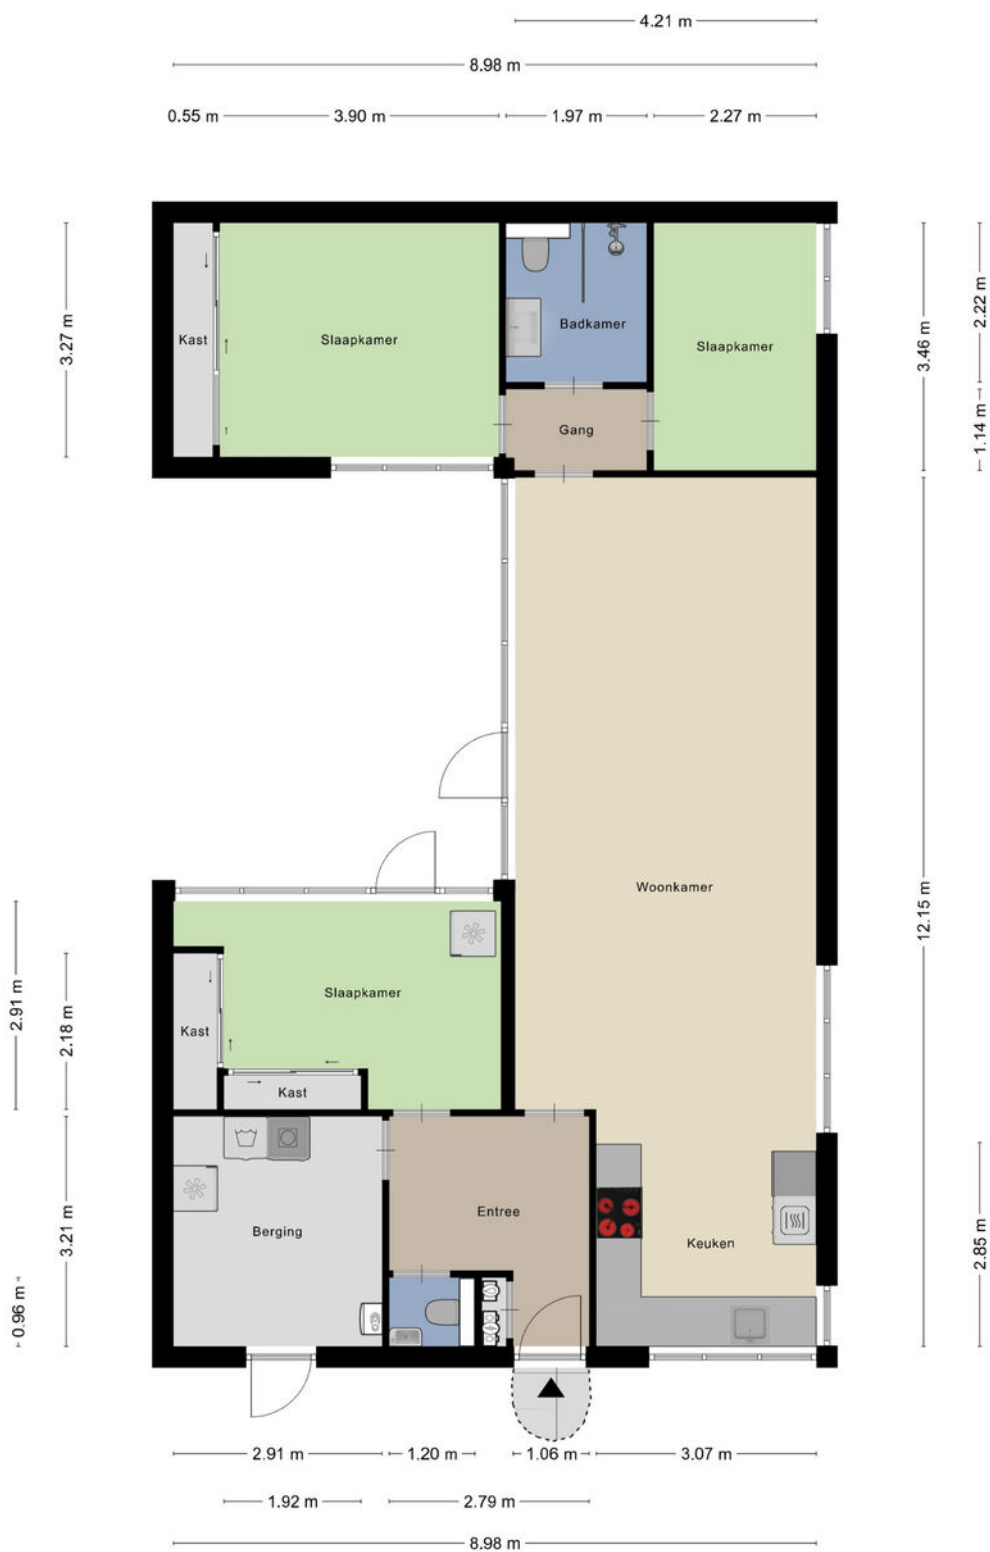 4.21 m
8.98 m
0.55 m 3.90 m 1.97 m 2.27 m
3.27 m
Kast
Slaapkamer
Badkamer
Slaapkamer
Gang
3.46 m
2.22 m
1.14 m
Woonkamer
12.15 m
2.91 m
2.18 m
Slaapkamer
Kast
Kast
3.21 m
0.96 m
Berging
Entree
Keuken
2.85 m
2.91 m 1.20 m 1.06 m 3.07 m
1.92 m 2.79 m
8.98 m